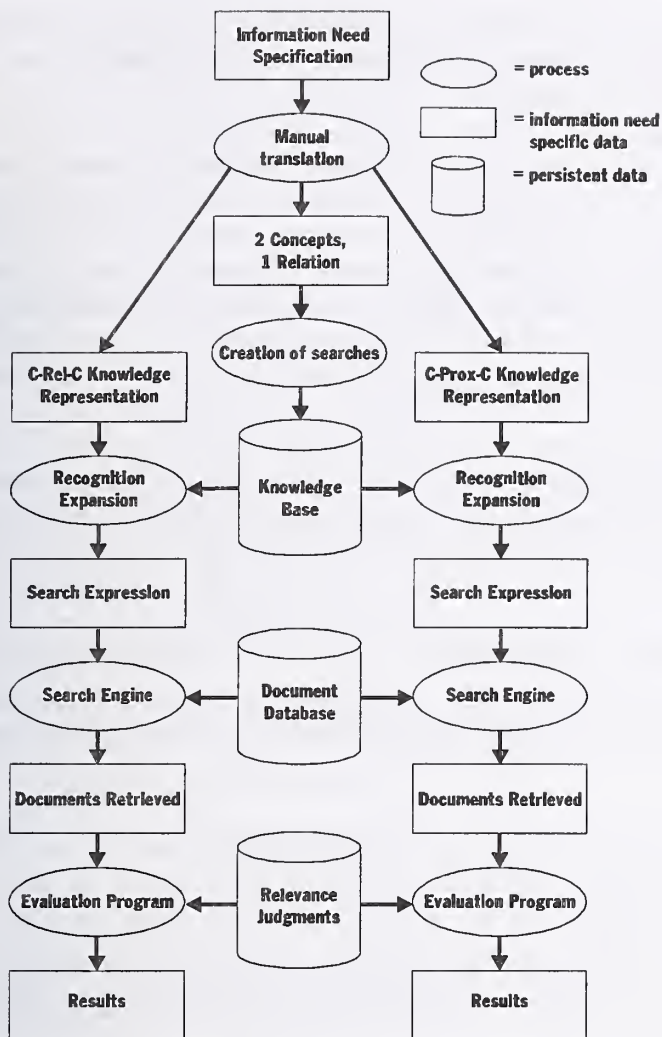 Information Need
Specification
= process
= information need
specific data
= persistent data
Manual
translation
2 Concepts,
1 Relation
Creation of searches
C-Rel-C Knowledge
Representation
C-Prox-C Knowledge
Representation
Recognition
Expansion
Knowledge
Base
Recognition
Expansion
Search Expression
Search Expression
Search Engine
Document
Database
Search Engine
Documents Retrieved
Documents Retrieved
Evaluation Program
Relevance
Judgments
Evaluation Program
Results
Results